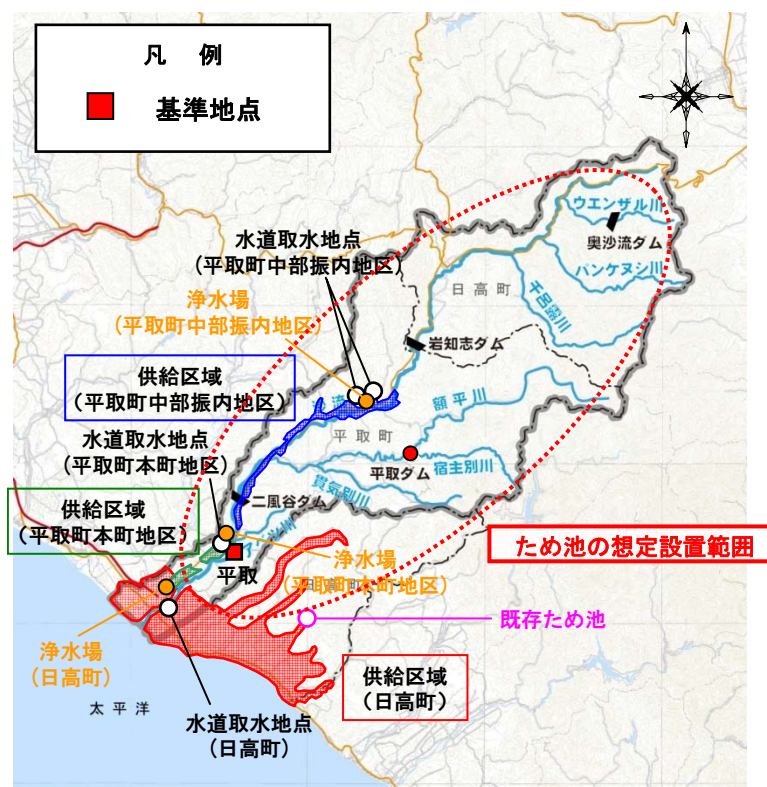 凡 例
基準地点
ウエンザル川
奥沙流ダム
パンケヌシ川
水道取水地点
(平取町中部振内地区)
日高町
千呂露川
浄水場
(平取町中部振内地区)
岩知志ダム
供給区域
(平取町中部振内地区)
額平川
平取町
水道取水地点
(平取町本町地区)
平取ダム
宿主別川
貫気別川
二風谷ダム
供給区域
(平取町本町地区)
ため池の想定設置範囲
平取
浄水場
(平取町本町地区)
既存ため池
浄水場
(日高町)
供給区域
(日高町)
太平洋
水道取水地点
(日高町)